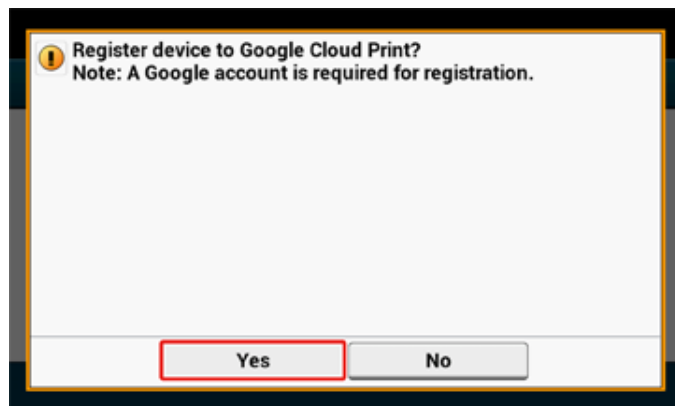 Register device to Google Cloud Print?
Note: A Google account is required for registration.
Yes
No